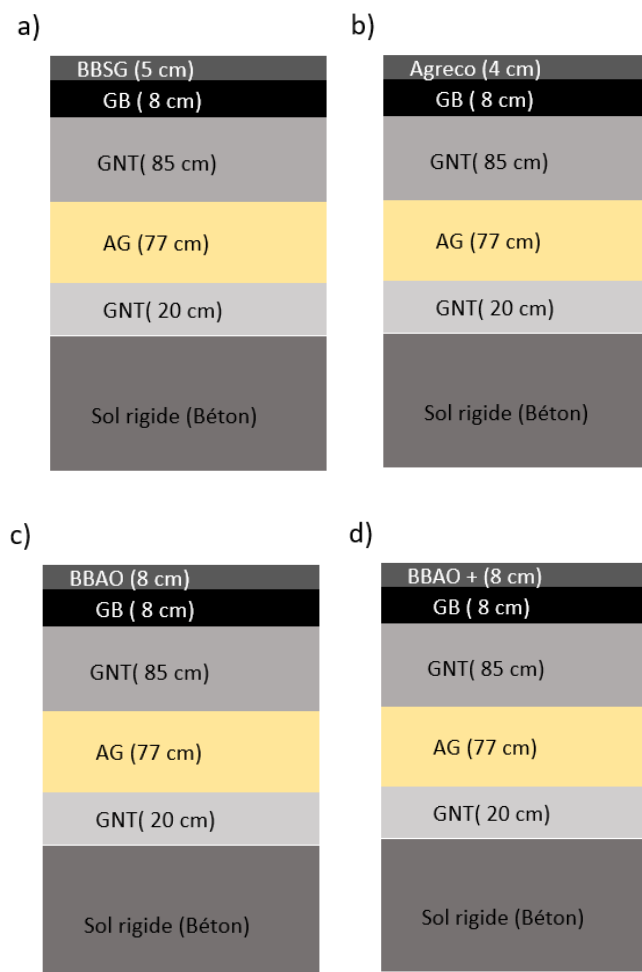 a)
BBSG (5 cm)
GB ( 8 cm)
GNT( 85 cm)
AG (77 cm)
GNT( 20 cm)
Sol rigide (Béton)
b)
Agreco (4 cm)
GB ( 8 cm)
GNT( 85 cm)
AG (77 cm)
GNT( 20 cm)
Sol rigide (Béton)
c)
BBAO (8 cm)
GB ( 8 cm)
GNT( 85 cm)
AG (77 cm)
GNT( 20 cm)
Sol rigide (Béton)
d)
BBAO + (8 cm)
GB ( 8 cm)
GNT( 85 cm)
AG (77 cm)
GNT( 20 cm)
Sol rigide (Béton)